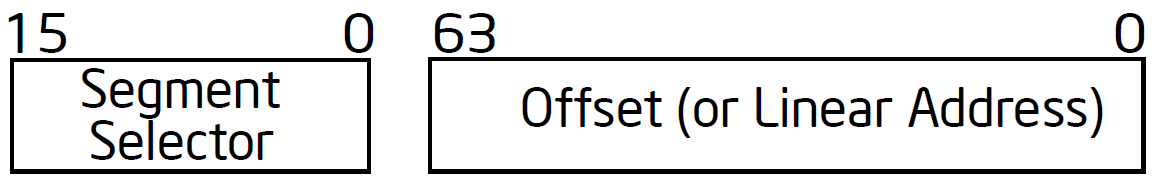 15 0 63 0
Segment
Selector
Offset (or Linear Address)